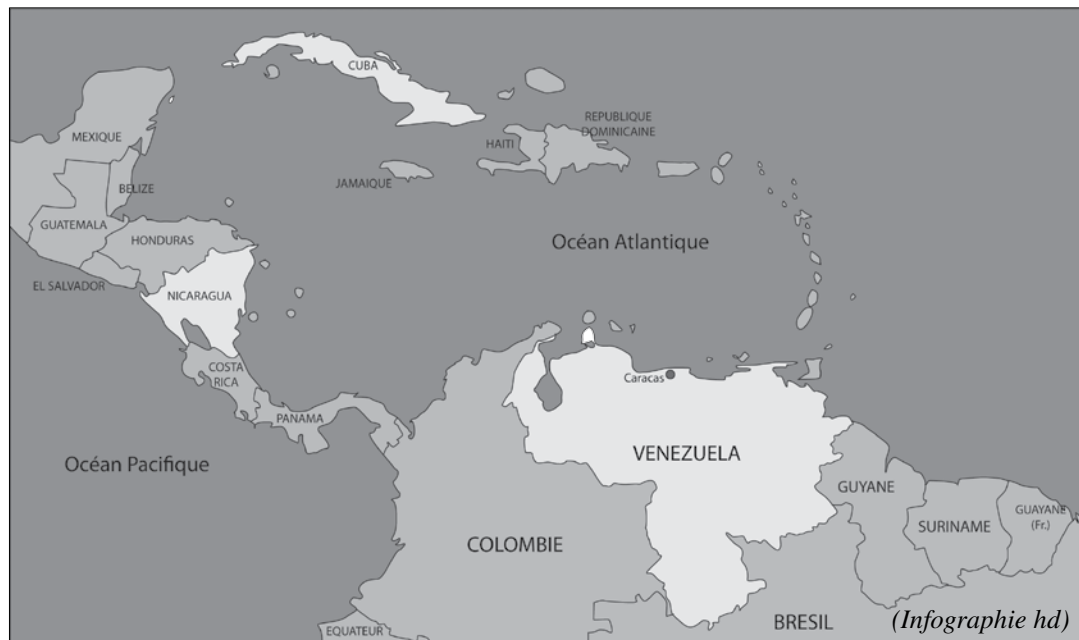 CUBA
REPUBLIQUE
DOMINICAINE
MEXIQUE
HAITI
BELIZE
JAMAIQUE
GUATEMALA
HONDURAS
Océan Atlantique
EL SALVADOR
NICARAGUA
COSTA
RICA
Caracas
PANAMA
Océan Pacifique
VENEZUELA
GUYANE
GUAYANE
(Fr.)
SURINAME
COLOMBIE
BRESIL
(Infographie hd)
EQUATEUR